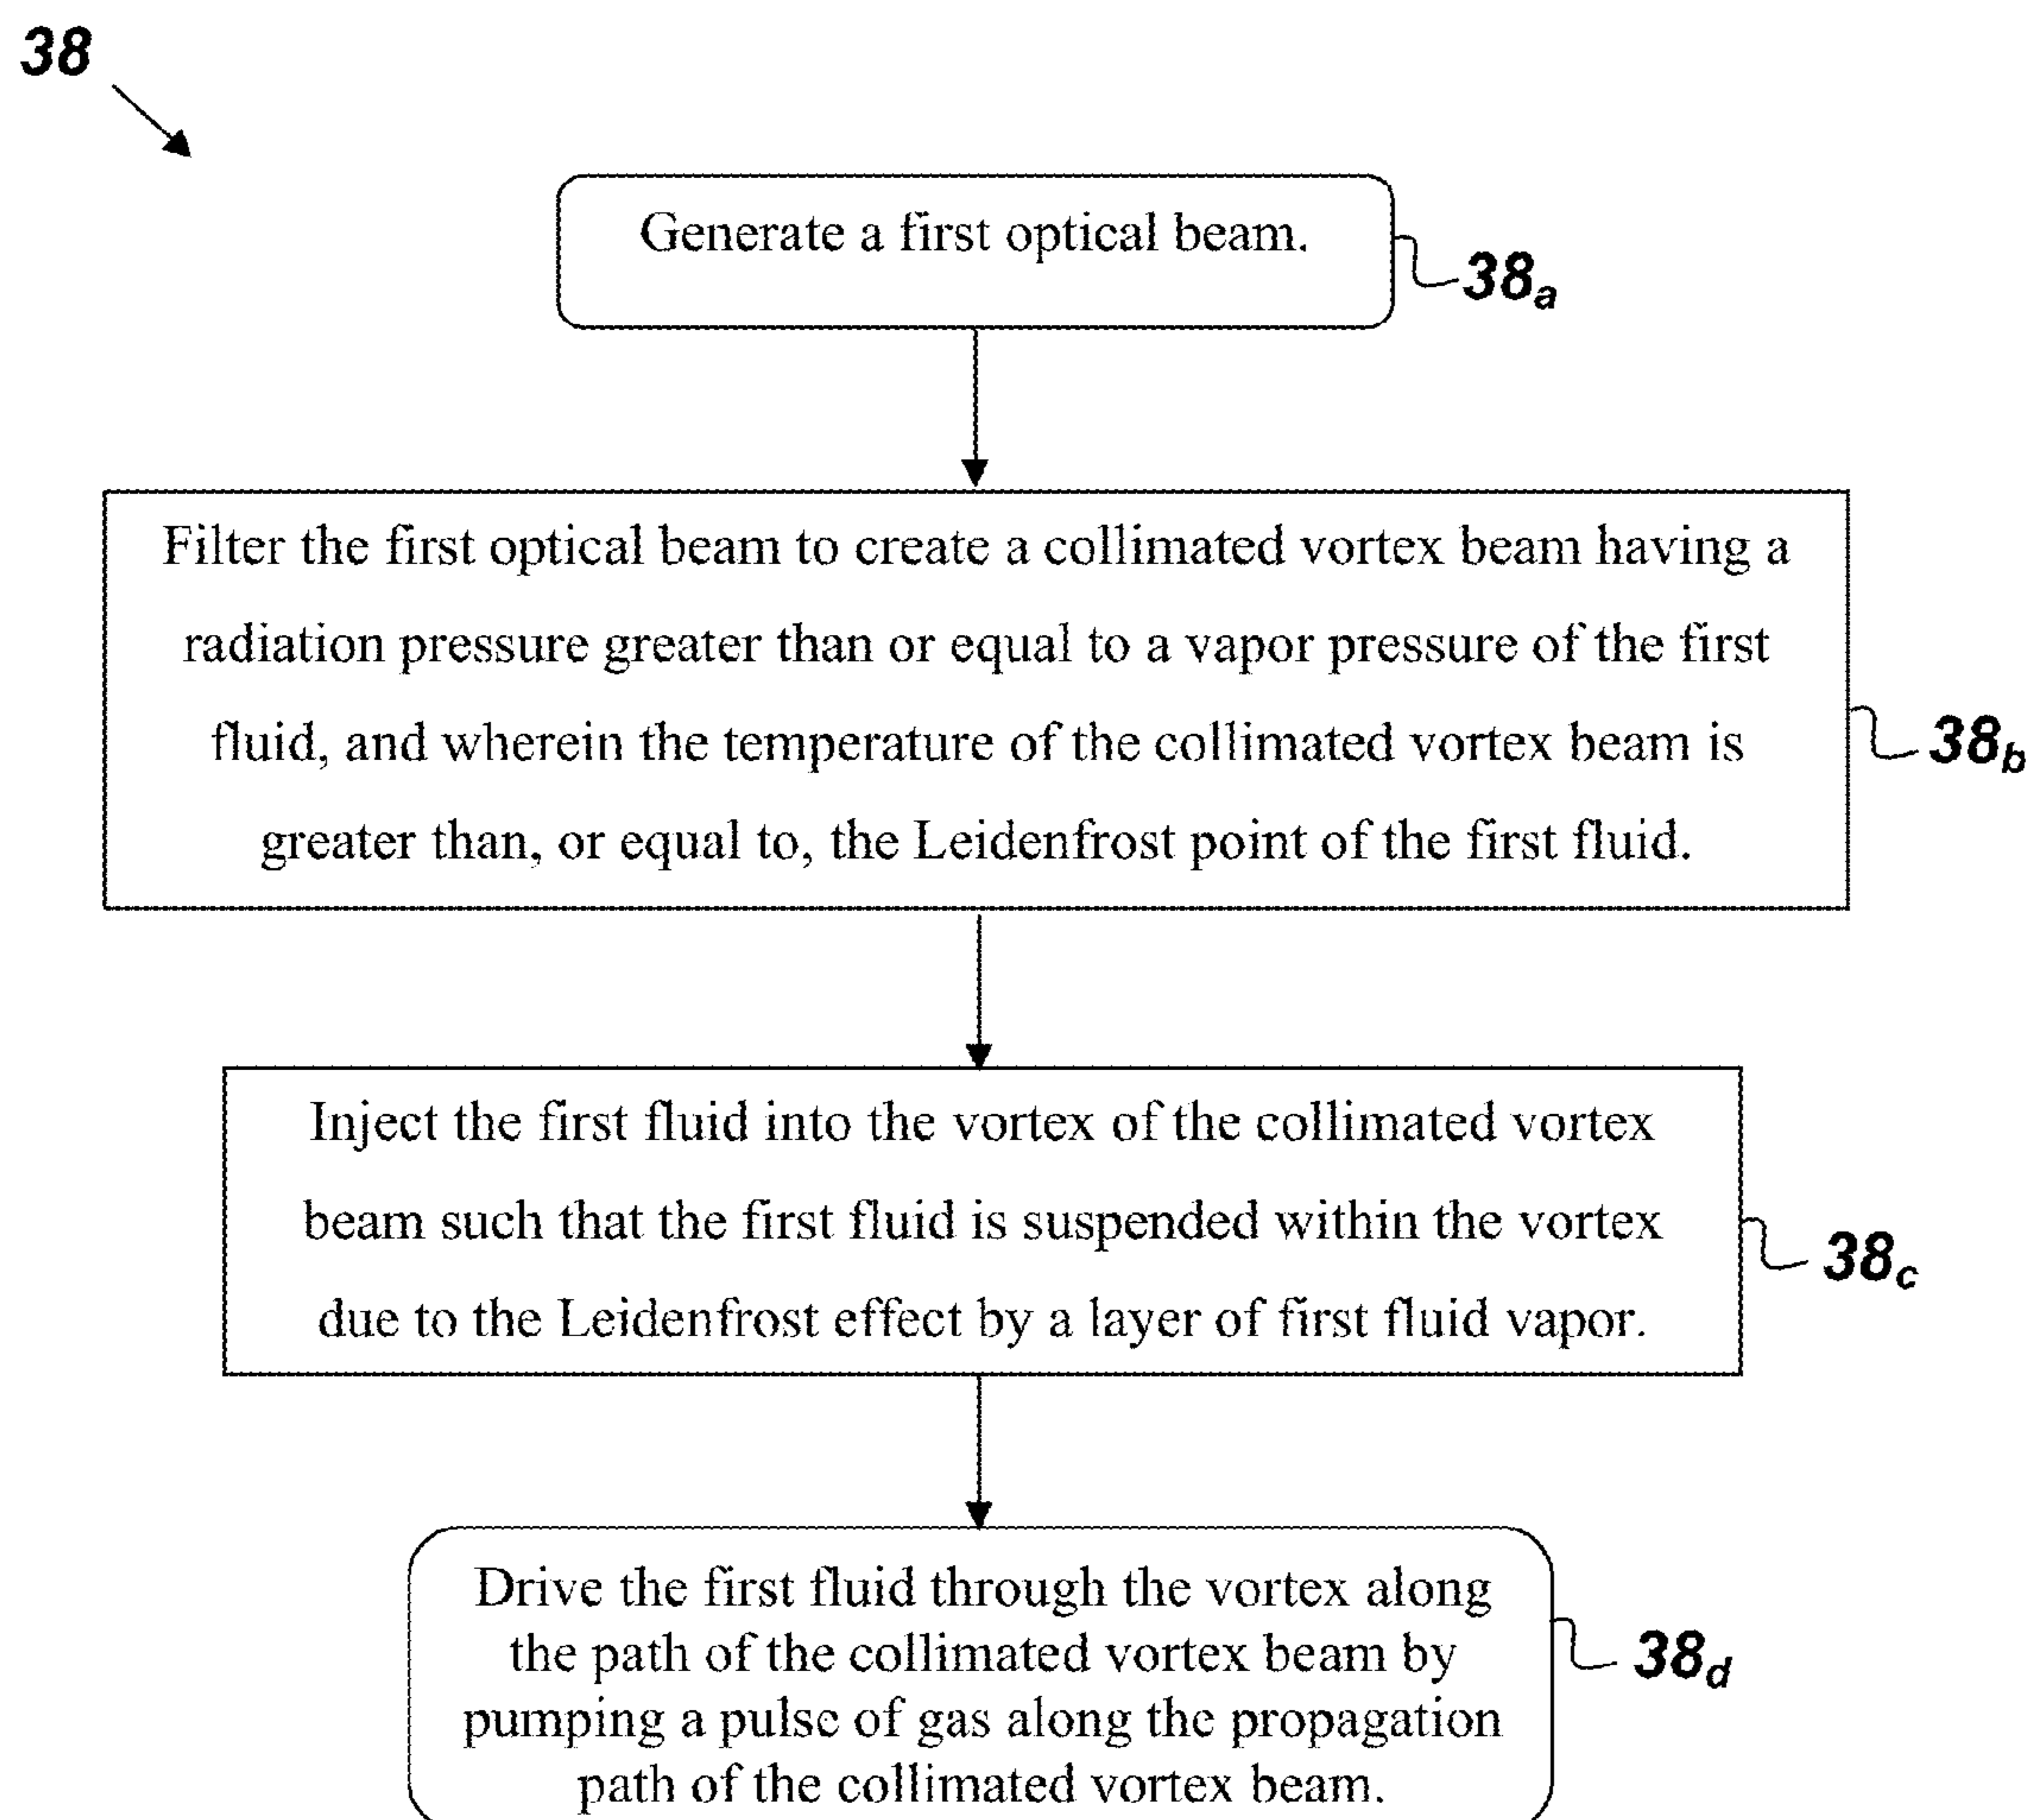 38
Generate a first optical beam.
38a
Filter the first optical beam to create a collimated vortex beam having a
radiation pressure greater than or equal to a vapor pressure of the first
fluid, and wherein the temperature of the collimated vortex beam is
greater than, or equal to, the Leidenfrost point of the first fluid.
38b
Inject the first fluid into the vortex of the collimated vortex
beam such that the first fluid is suspended within the vortex
due to the Leidenfrost effect by a layer of first fluid vapor.
38c
Drive the first fluid through the vortex along
the path of the collimated vortex beam by
pumping a pulse of gas along the propagation
path of the collimated vortex beam.
38d